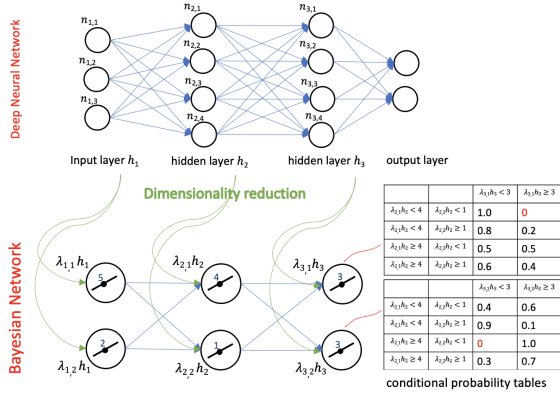 Deep Neural Network
n1,1
n1,2
n1,3
n2,1
n2,2
n2,3
n2,4
n3,1
n3,2
n3,3
n3,4
Input layer h1
hidden layer h2
hidden layer h3
output layer
Dimensionality reduction
Bayesian Network
λ1,1h1
λ1,2h1
λ2,1h2
λ2,2h2
λ3,1h3
λ3,2h3
5
2
4
1
3
3
λ3,1h3 < 3 λ3,1h3 ≥ 3
λ2,1h2 < 4 λ2,2h2 < 1 1.0 0
λ2,1h2 < 4 λ2,2h2 ≥ 1 0.8 0.2
λ2,1h2 ≥ 4 λ2,2h2 < 1 0.5 0.5
λ2,1h2 ≥ 4 λ2,2h2 ≥ 1 0.6 0.4
λ3,2h3 < 3 λ3,2h3 ≥ 3
λ2,1h2 < 4 λ2,2h2 < 1 0.4 0.6
λ2,1h2 < 4 λ2,2h2 ≥ 1 0.9 0.1
λ2,1h2 ≥ 4 λ2,2h2 < 1 0 1.0
λ2,1h2 ≥ 4 λ2,2h2 ≥ 1 0.3 0.7
conditional probability tables